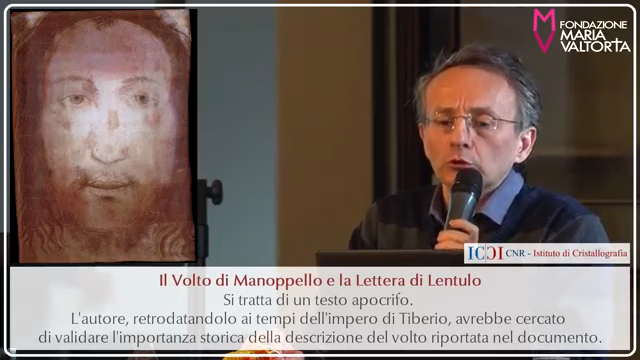 FONDAZIONE
MARIA
VALTORTA
IC CNR - Istituto di Cristallografia
Il Volto di Manoppello e la Lettera di Lentulo
Si tratta di un testo apocrifo.
L'autore, retrodatandolo ai tempi dell'impero di Tiberio, avrebbe cercato
di validare l'importanza storica della descrizione del volto riportata nel documento.